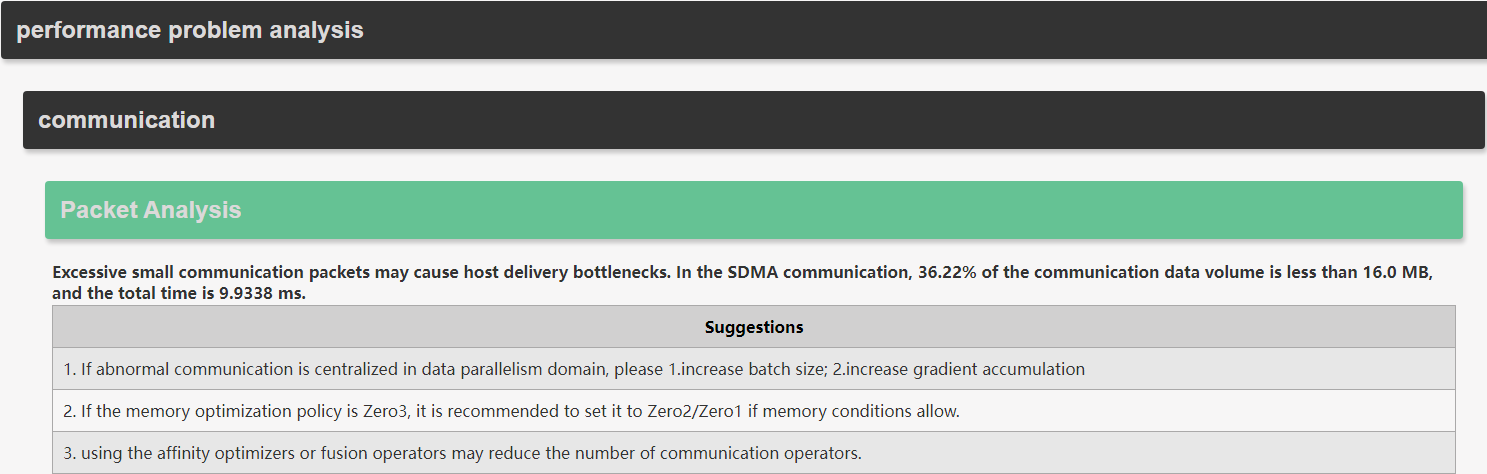 performance problem analysis
communication
Packet Analysis
Excessive small communication packets may cause host delivery bottlenecks. In the SDMA communication, 36.22% of the communication data volume is less than 16.0 MB,
and the total time is 9.9338 ms.
Suggestions
1. If abnormal communication is centralized in data parallelism domain, please 1.increase batch size; 2.increase gradient accumulation
2. If the memory optimization policy is Zero3, it is recommended to set it to Zero2/Zero1 if memory conditions allow.
3. using the affinity optimizers or fusion operators may reduce the number of communication operators.